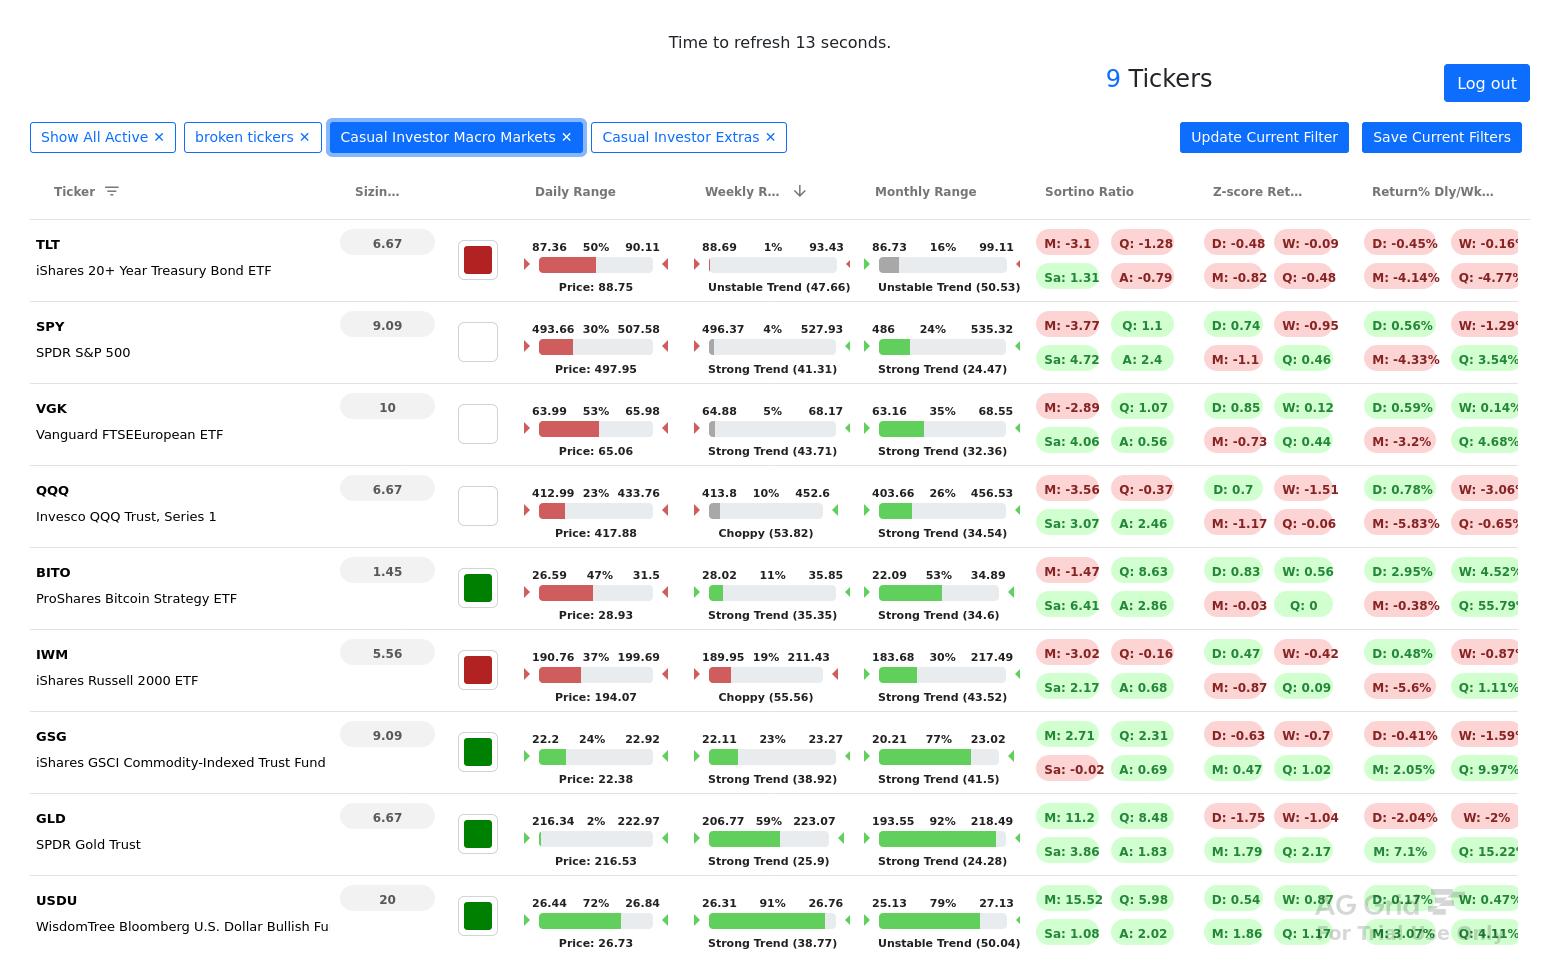 Time to refresh 13 seconds.
9 Tickers
Log out
Show All Active ✕ broken tickers ✕ Casual Investor Macro Markets ✕ Casual Investor Extras ✕ Update Current Filter Save Current Filters
Ticker Sizin… Daily Range Weekly R… Monthly Range Sortino Ratio Z-score Ret… Return% Dly/Wk…
TLT 6.67 87.36 50% 90.11 88.69 1% 93.43 86.73 16% 99.11 M: -3.1 Q: -1.28 D: -0.48 W: -0.09 D: -0.45% W: -0.16%
iShares 20+ Year Treasury Bond ETF Sa: 1.31 A: -0.79 M: -0.82 Q: -0.48 M: -4.14% Q: -4.77%
Price: 88.75 Unstable Trend (47.66) Unstable Trend (50.53)
SPY 9.09 493.66 30% 507.58 496.37 4% 527.93 486 24% 535.32 M: -3.77 Q: 1.1 D: 0.74 W: -0.95 D: 0.56% W: -1.29%
SPDR S&P 500 Sa: 4.72 A: 2.4 M: -1.1 Q: 0.46 M: -4.33% Q: 3.54%
Price: 497.95 Strong Trend (41.31) Strong Trend (24.47)
VGK 10 63.99 53% 65.98 64.88 5% 68.17 63.16 35% 68.55 M: -2.89 Q: 1.07 D: 0.85 W: 0.12 D: 0.59% W: 0.14%
Vanguard FTSEEuropean ETF Sa: 4.06 A: 0.56 M: -0.73 Q: 0.44 M: -3.2% Q: 4.68%
Price: 65.06 Strong Trend (43.71) Strong Trend (32.36)
QQQ 6.67 412.99 23% 433.76 413.8 10% 452.6 403.66 26% 456.53 M: -3.56 Q: -0.37 D: 0.7 W: -1.51 D: 0.78% W: -3.06%
Invesco QQQ Trust, Series 1 Sa: 3.07 A: 2.46 M: -1.17 Q: -0.06 M: -5.83% Q: -0.65%
Price: 417.88 Choppy (53.82) Strong Trend (34.54)
BITO 1.45 26.59 47% 31.5 28.02 11% 35.85 22.09 53% 34.89 M: -1.47 Q: 8.63 D: 0.83 W: 0.56 D: 2.95% W: 4.52%
ProShares Bitcoin Strategy ETF Sa: 6.41 A: 2.86 M: -0.03 Q: 0 M: -0.38% Q: 55.79%
Price: 28.93 Strong Trend (35.35) Strong Trend (34.6)
IWM 5.56 190.76 37% 199.69 189.95 19% 211.43 183.68 30% 217.49 M: -3.02 Q: -0.16 D: 0.47 W: -0.42 D: 0.48% W: -0.87%
iShares Russell 2000 ETF Sa: 2.17 A: 0.68 M: -0.87 Q: 0.09 M: -5.6% Q: 1.11%
Price: 194.07 Choppy (55.56) Strong Trend (43.52)
GSG 9.09 22.2 24% 22.92 22.11 23% 23.27 20.21 77% 23.02 M: 2.71 Q: 2.31 D: -0.63 W: -0.7 D: -0.41% W: -1.59%
iShares GSCI Commodity-Indexed Trust Fund Sa: -0.02 A: 0.69 M: 0.47 Q: 1.02 M: 2.05% Q: 9.97%
Price: 22.38 Strong Trend (38.92) Strong Trend (41.5)
GLD 6.67 216.34 2% 222.97 206.77 59% 223.07 193.55 92% 218.49 M: 11.2 Q: 8.48 D: -1.75 W: -1.04 D: -2.04% W: -2%
SPDR Gold Trust Sa: 3.86 A: 1.83 M: 1.79 Q: 2.17 M: 7.1% Q: 15.22%
Price: 216.53 Strong Trend (25.9) Strong Trend (24.28)
USDU 20 26.44 72% 26.84 26.31 91% 26.76 25.13 79% 27.13 M: 15.52 Q: 5.98 D: 0.54 W: 0.87 D: 0.17% W: 0.47%
WisdomTree Bloomberg U.S. Dollar Bullish Fu Sa: 1.08 A: 2.02 M: 1.86 Q: 1.17 M: 3.07% Q: 4.11%
Price: 26.73 Strong Trend (38.77) Unstable Trend (50.04)
AG Grid
For Trial Use Only